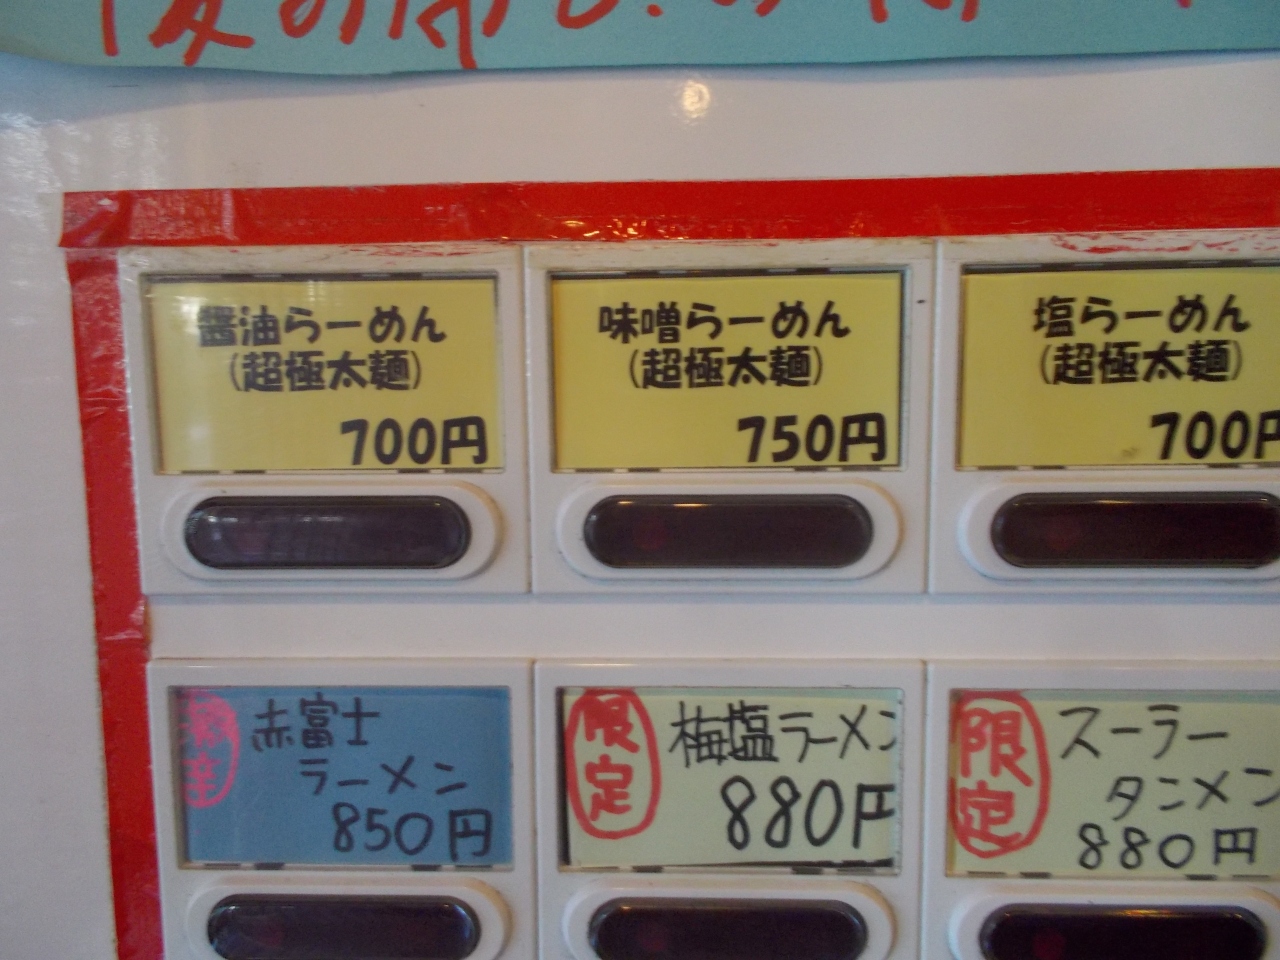 醤油らーめん
(超極太麺)
700円
味噌らーめん
(超極太麺)
750円
塩らーめん
(超極太麺)
700円
赤富士
ラーメン
850円
限定
梅塩ラーメン
880円
限定
スーラー
タンメン
880円